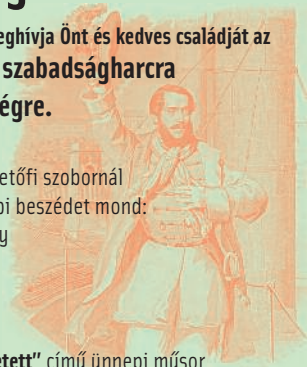 eghívja Önt és kedves családját az
szabadságharcra
égre.
etőfi szobornál
pi beszédet mond:
y
etett” című ünnepi műsor